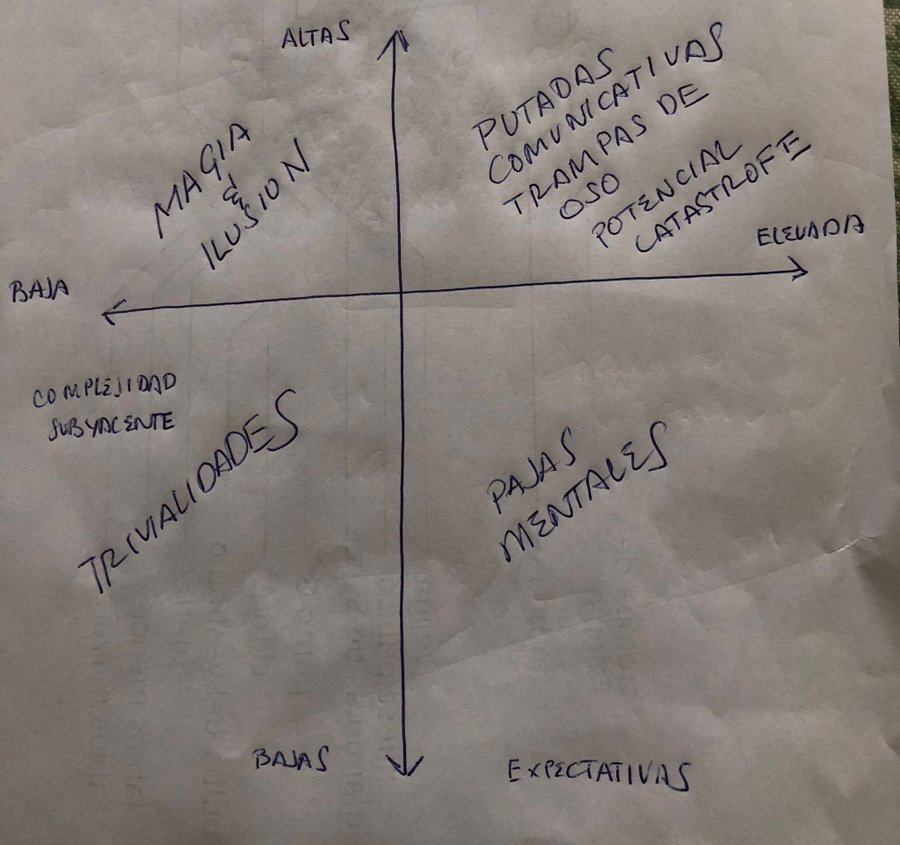 ALTAS
MAGIA
&
ILUSION
PUTADAS
COMUNICATIVAS
TRAMPAS DE
OSO
POTENCIAL
CATASTROFE
ELEVADA
BAJA
COMPLEJIDAD
SUBYACENTE
TRIVIALIDADES
PAJAS
MENTALES
BAJAS
EXPECTATIVAS